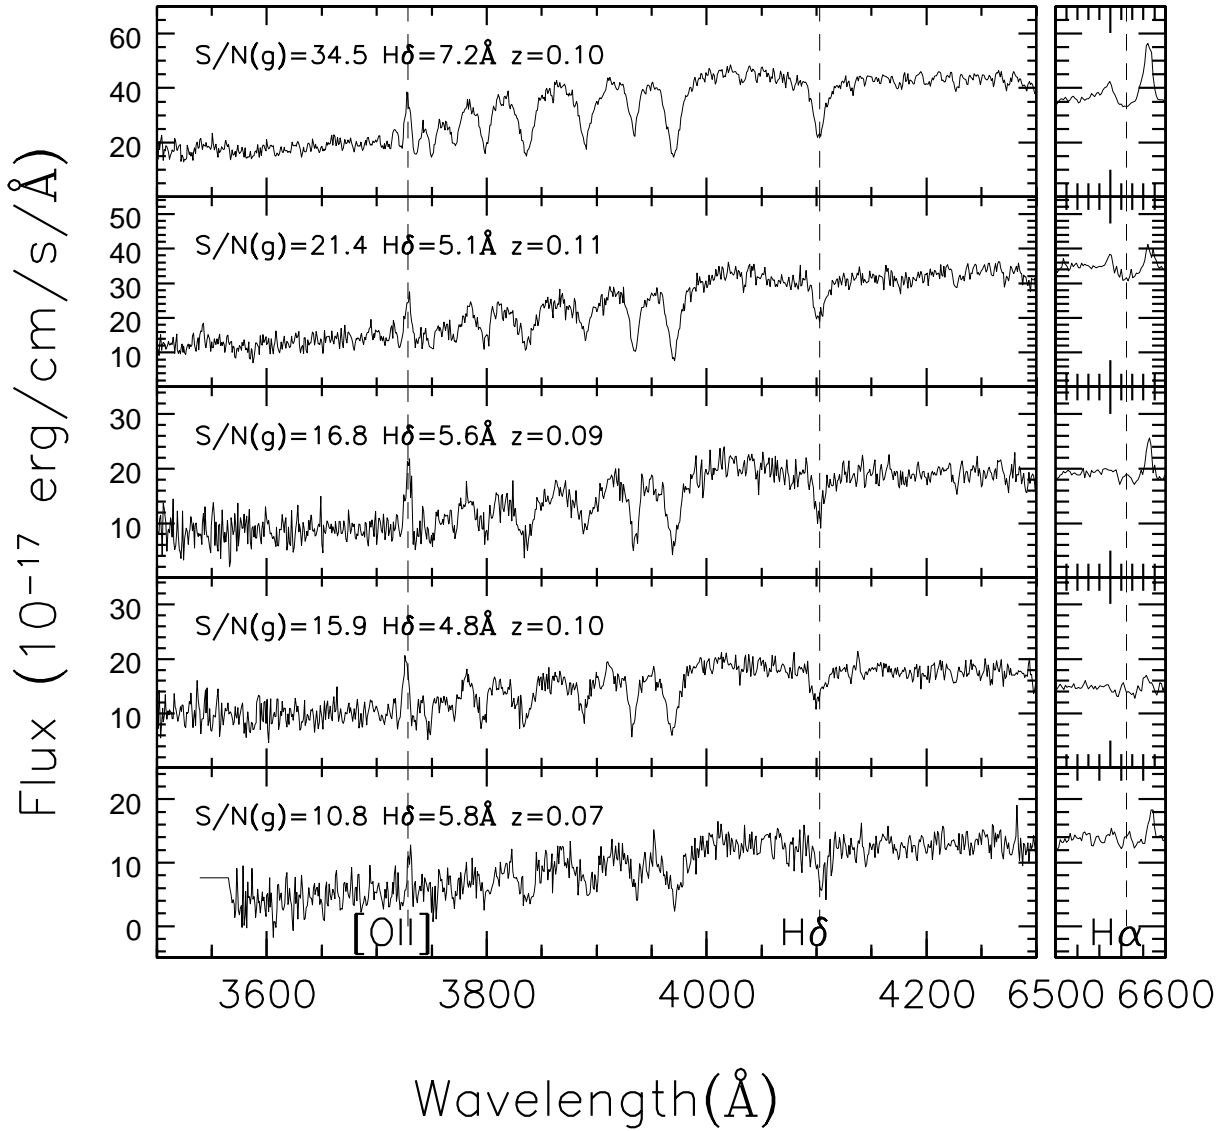 Flux (10⁻¹⁷ erg/cm/s/Å)
S/N(g)=34.5 Hδ=7.2Å z=0.10
60
40
20
S/N(g)=21.4 Hδ=5.1Å z=0.11
50
40
30
20
10
S/N(g)=16.8 Hδ=5.6Å z=0.09
30
20
10
S/N(g)=15.9 Hδ=4.8Å z=0.10
30
20
10
S/N(g)=10.8 Hδ=5.8Å z=0.07
20
10
0
[OII] Hδ Hα
3600 3800 4000 4200 6500 6600
Wavelength(Å)